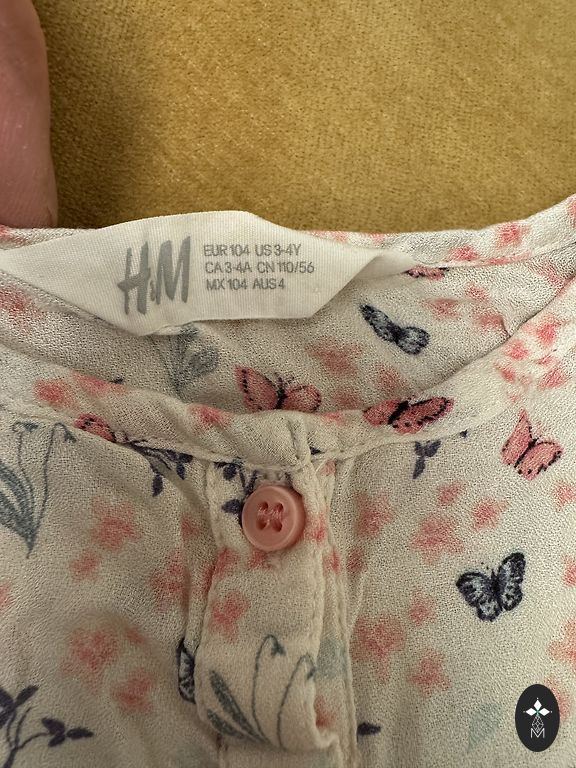 H&M
EUR 104 US 3-4Y
CA 3-4A CN 110/56
MX 104 AUS 4
M